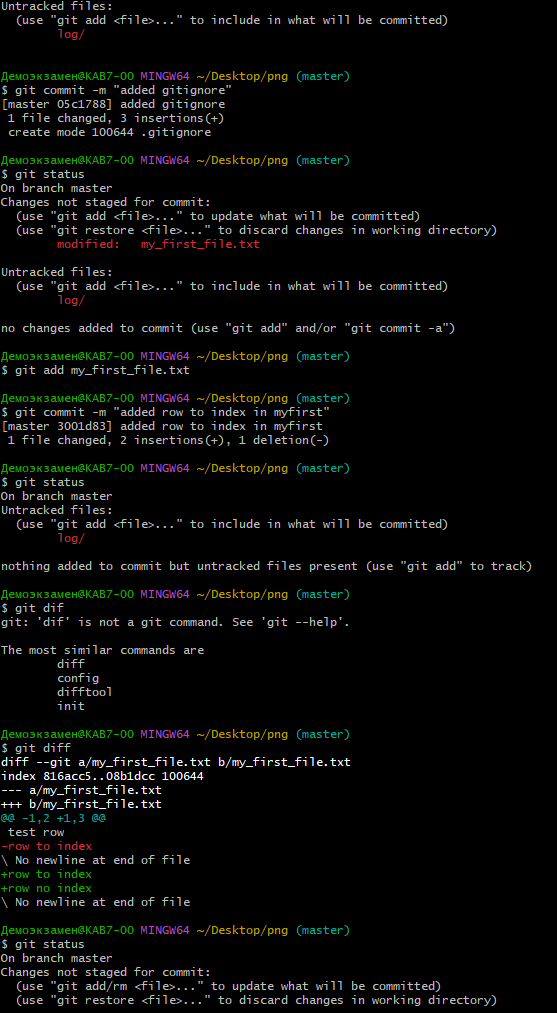 Untracked files:
  (use "git add <file>..." to include in what will be committed)
        log/

Демоэкзамен@КАВ7-00 MINGW64 ~/Desktop/png (master)
$ git commit -m "added gitignore"
[master 05c1788] added gitignore
 1 file changed, 3 insertions(+)
 create mode 100644 .gitignore

Демоэкзамен@КАВ7-00 MINGW64 ~/Desktop/png (master)
$ git status
On branch master
Changes not staged for commit:
  (use "git add <file>..." to update what will be committed)
  (use "git restore <file>..." to discard changes in working directory)
        modified:   my_first_file.txt

Untracked files:
  (use "git add <file>..." to include in what will be committed)
        log/

no changes added to commit (use "git add" and/or "git commit -a")

Демоэкзамен@КАВ7-00 MINGW64 ~/Desktop/png (master)
$ git add my_first_file.txt

Демоэкзамен@КАВ7-00 MINGW64 ~/Desktop/png (master)
$ git commit -m "added row to index in myfirst"
[master 3001d83] added row to index in myfirst
 1 file changed, 2 insertions(+), 1 deletion(-)

Демоэкзамен@КАВ7-00 MINGW64 ~/Desktop/png (master)
$ git status
On branch master
Untracked files:
  (use "git add <file>..." to include in what will be committed)
        log/

nothing added to commit but untracked files present (use "git add" to track)

Демоэкзамен@КАВ7-00 MINGW64 ~/Desktop/png (master)
$ git dif
git: 'dif' is not a git command. See 'git --help'.

The most similar commands are
        diff
        config
        difftool
        init

Демоэкзамен@КАВ7-00 MINGW64 ~/Desktop/png (master)
$ git diff
diff --git a/my_first_file.txt b/my_first_file.txt
index 816acc5..08b1dcc 100644
--- a/my_first_file.txt
+++ b/my_first_file.txt
@@ -1,2 +1,3 @@
 test row
-row to index
\ No newline at end of file
+row to index
+row no index
\ No newline at end of file

Демоэкзамен@КАВ7-00 MINGW64 ~/Desktop/png (master)
$ git status
On branch master
Changes not staged for commit:
  (use "git add/rm <file>..." to update what will be committed)
  (use "git restore <file>..." to discard changes in working directory)